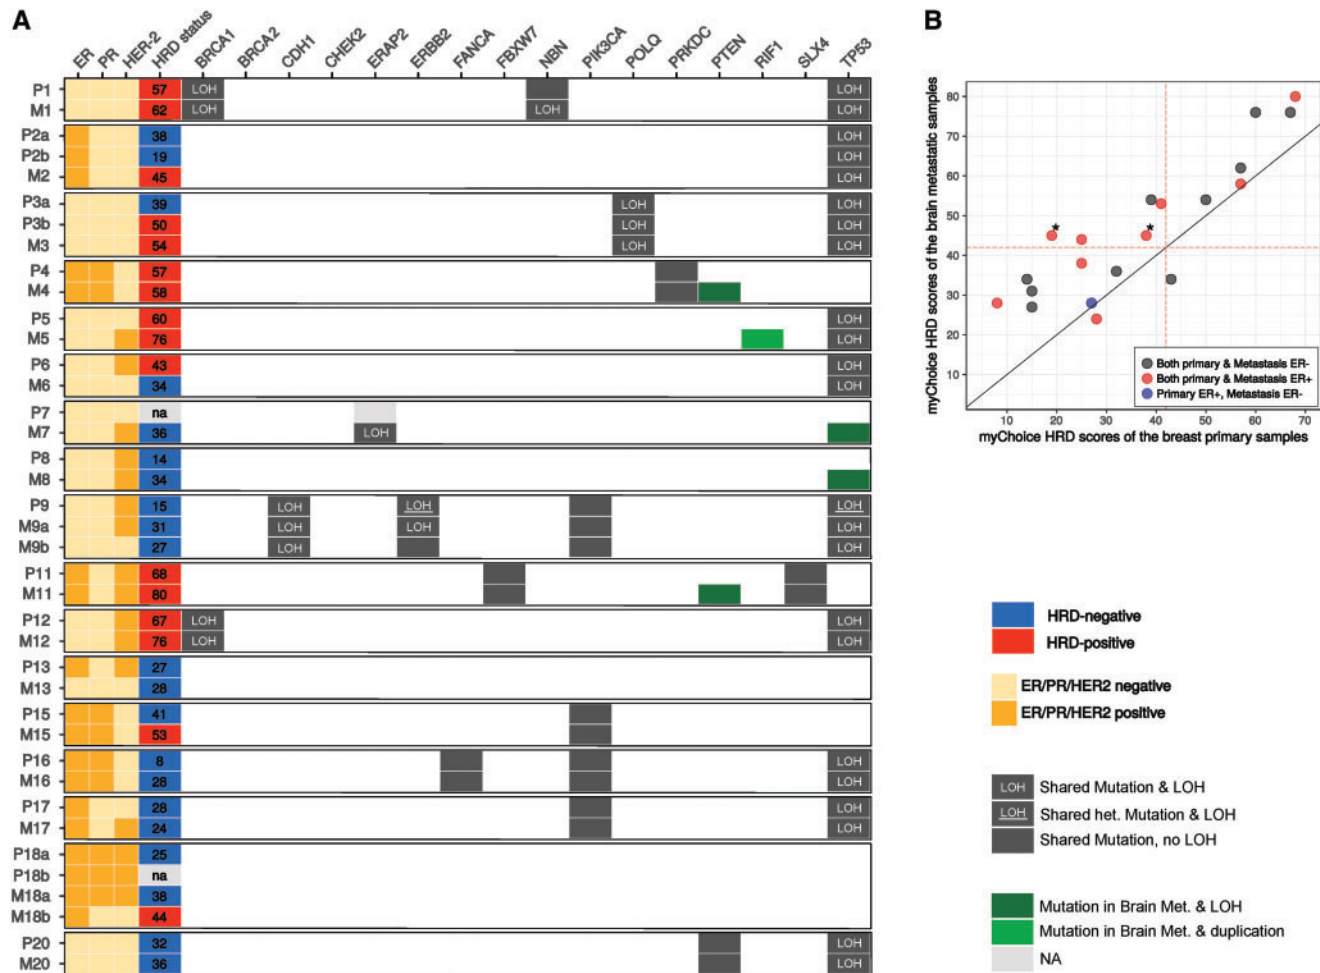 A
ER PR HER-2 HRD status BRCA1 BRCA2 CDH1 CHEK2 ERAP2 ERBB2 FANCA FBXW7 NBN PIK3CA POLQ PRKDC PTEN RIF1 SLX4 TP53
P1 57 LOH LOH
M1 62 LOH LOH LOH
P2a 38 LOH
P2b 19 LOH
M2 45 LOH
P3a 39 LOH LOH
P3b 50 LOH LOH
M3 54 LOH LOH
P4 57
M4 58
P5 60 LOH
M5 76 LOH
P6 43 LOH
M6 34 LOH
P7 na
M7 36 LOH
P8 14
M8 34
P9 15 LOH LOH LOH
M9a 31 LOH LOH LOH
M9b 27 LOH LOH
P11 68
M11 80
P12 67 LOH LOH
M12 76 LOH LOH
P13 27
M13 28
P15 41
M15 53
P16 8 LOH
M16 28 LOH
P17 28 LOH
M17 24 LOH
P18a 25
P18b na
M18a 38
M18b 44
P20 32 LOH
M20 36 LOH
B
myChoice HRD scores of the brain metastatic samples
80
70
60
50
40
30
20
10
Both primary & Metastasis ER-
Both primary & Metastasis ER+
Primary ER+, Metastasis ER-
10 20 30 40 50 60 70
myChoice HRD scores of the breast primary samples
HRD-negative
HRD-positive
ER/PR/HER2 negative
ER/PR/HER2 positive
LOH Shared Mutation & LOH
LOH Shared het. Mutation & LOH
Shared Mutation, no LOH
Mutation in Brain Met. & LOH
Mutation in Brain Met. & duplication
NA